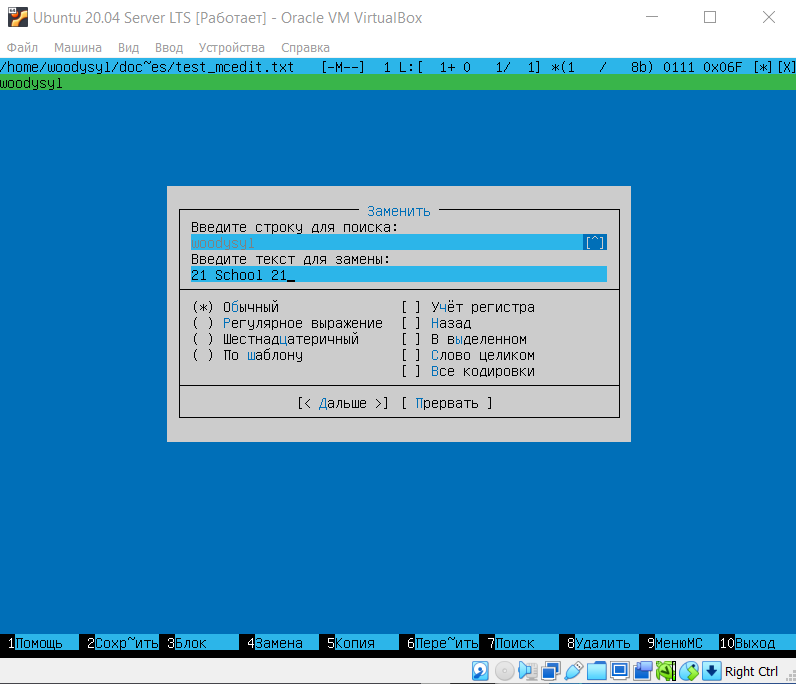 Ubuntu 20.04 Server LTS [Работает] - Oracle VM VirtualBox
Файл Машина Вид Ввод Устройства Справка
/home/woodysyl/doc~es/test_mcedit.txt [-M--] 1 L:[ 1+ 0 1/ 1] *(1 / 8b) 0111 0x06F [*][X]
woodysyl
Заменить
Введите строку для поиска:
woodysyl [^]
Введите текст для замены:
21 School 21_
(*) Обычный [ ] Учёт регистра
( ) Регулярное выражение [ ] Назад
( ) Шестнадцатеричный [ ] В выделенном
( ) По шаблону [ ] Слово целиком
[ ] Все кодировки
[< Дальше >] [ Прервать ]
1Помощь 2Сохр~ить 3Блок 4Замена 5Копия 6Пере~ить 7Поиск 8Удалить 9МенюMC 10Выход
Right Ctrl